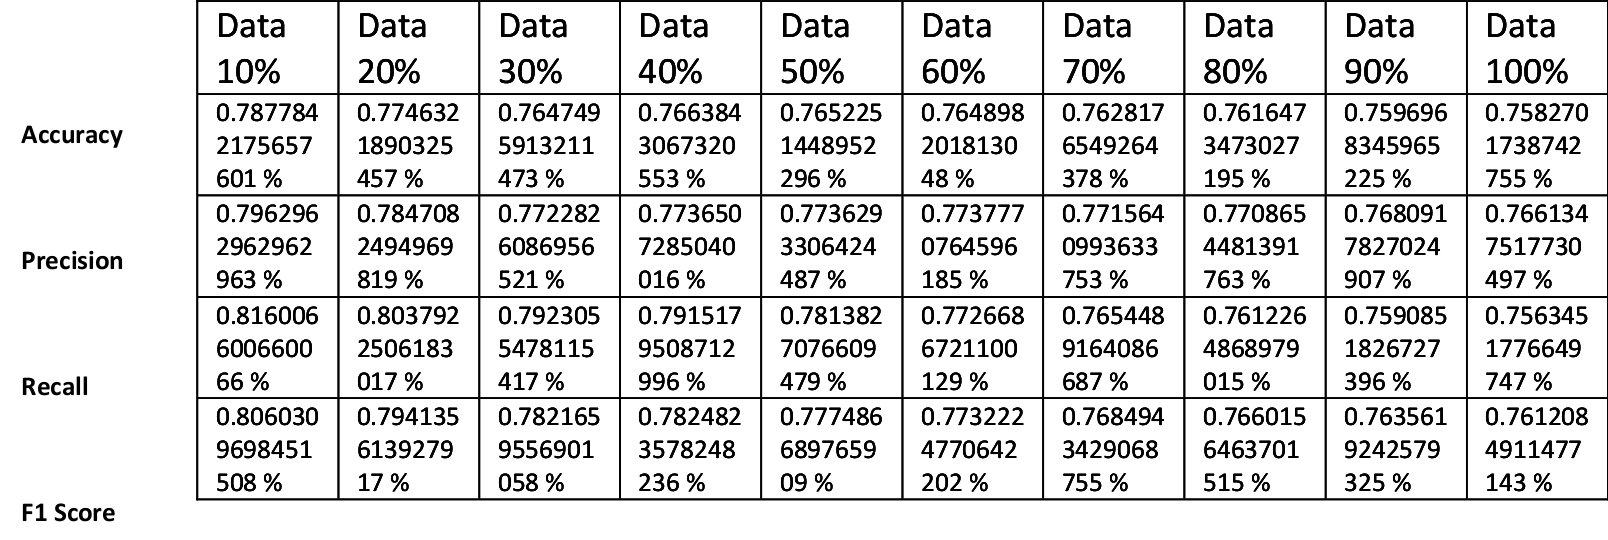 Data 10% Data 20% Data 30% Data 40% Data 50% Data 60% Data 70% Data 80% Data 90% Data 100%
Accuracy 0.7877842175657601 % 0.7746321890325457 % 0.7647495913211473 % 0.7663843067320553 % 0.7652251448952296 % 0.764898201813048 % 0.7628176549264378 % 0.7616473473027195 % 0.7596968345965225 % 0.7582701738742755 %
Precision 0.7962962962962963 % 0.7847082494969819 % 0.7722826086956521 % 0.7736507285040016 % 0.7736293306424487 % 0.7737770764596185 % 0.7715640993633753 % 0.7708654481391763 % 0.7680917827024907 % 0.7661347517730497 %
Recall 0.816006600660066 % 0.8037922506183017 % 0.7923055478115417 % 0.7915179508712996 % 0.7813827076609479 % 0.7726686721100129 % 0.7654489164086687 % 0.7612264868979015 % 0.7590851826727396 % 0.7563451776649747 %
F1 Score 0.8060309698451508 % 0.794135613927917 % 0.7821659556901058 % 0.7824823578248236 % 0.777486689765909 % 0.7732224770642202 % 0.7684943429068755 % 0.7660156463701515 % 0.7635619242579325 % 0.7612084911477143 %